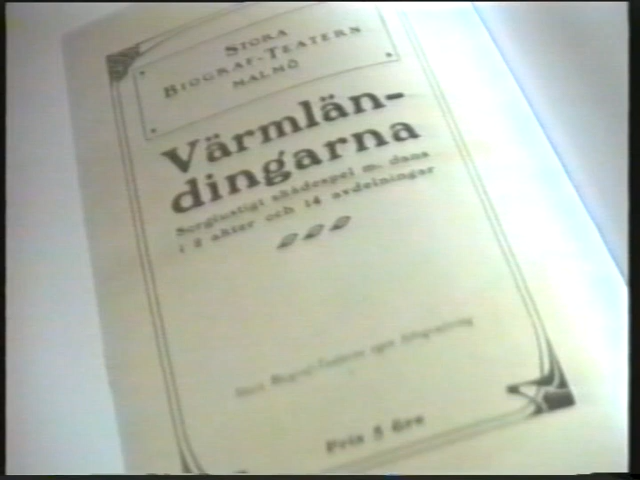 STORA
BIOGRAF-TEATERN
MALMÖ
Värmlän-
dingarna
Sorglustigt skådespel m. dans
i 2 akter och 14 avdelningar
Pris 5 öre